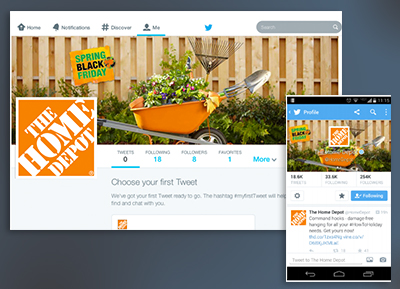 Home Notifications Discover Me Search
SPRING
BLACK
FRIDAY
THE
HOME
DEPOT
TWEETS FOLLOWING FOLLOWERS FAVORITES
0 18 8 1 More
Choose your first Tweet
We've got your first Tweet ready to go. The hashtag #myfirstTweet will help
find and chat with you.
11:15
Profile
18.6K 33.6K 254K
TWEETS FOLLOWING FOLLOWERS
Following
The Home Depot
Command hooks - damage-free
hanging for all your #HowToHoliday
needs. Get yours now!
Tweet to The Home Depot